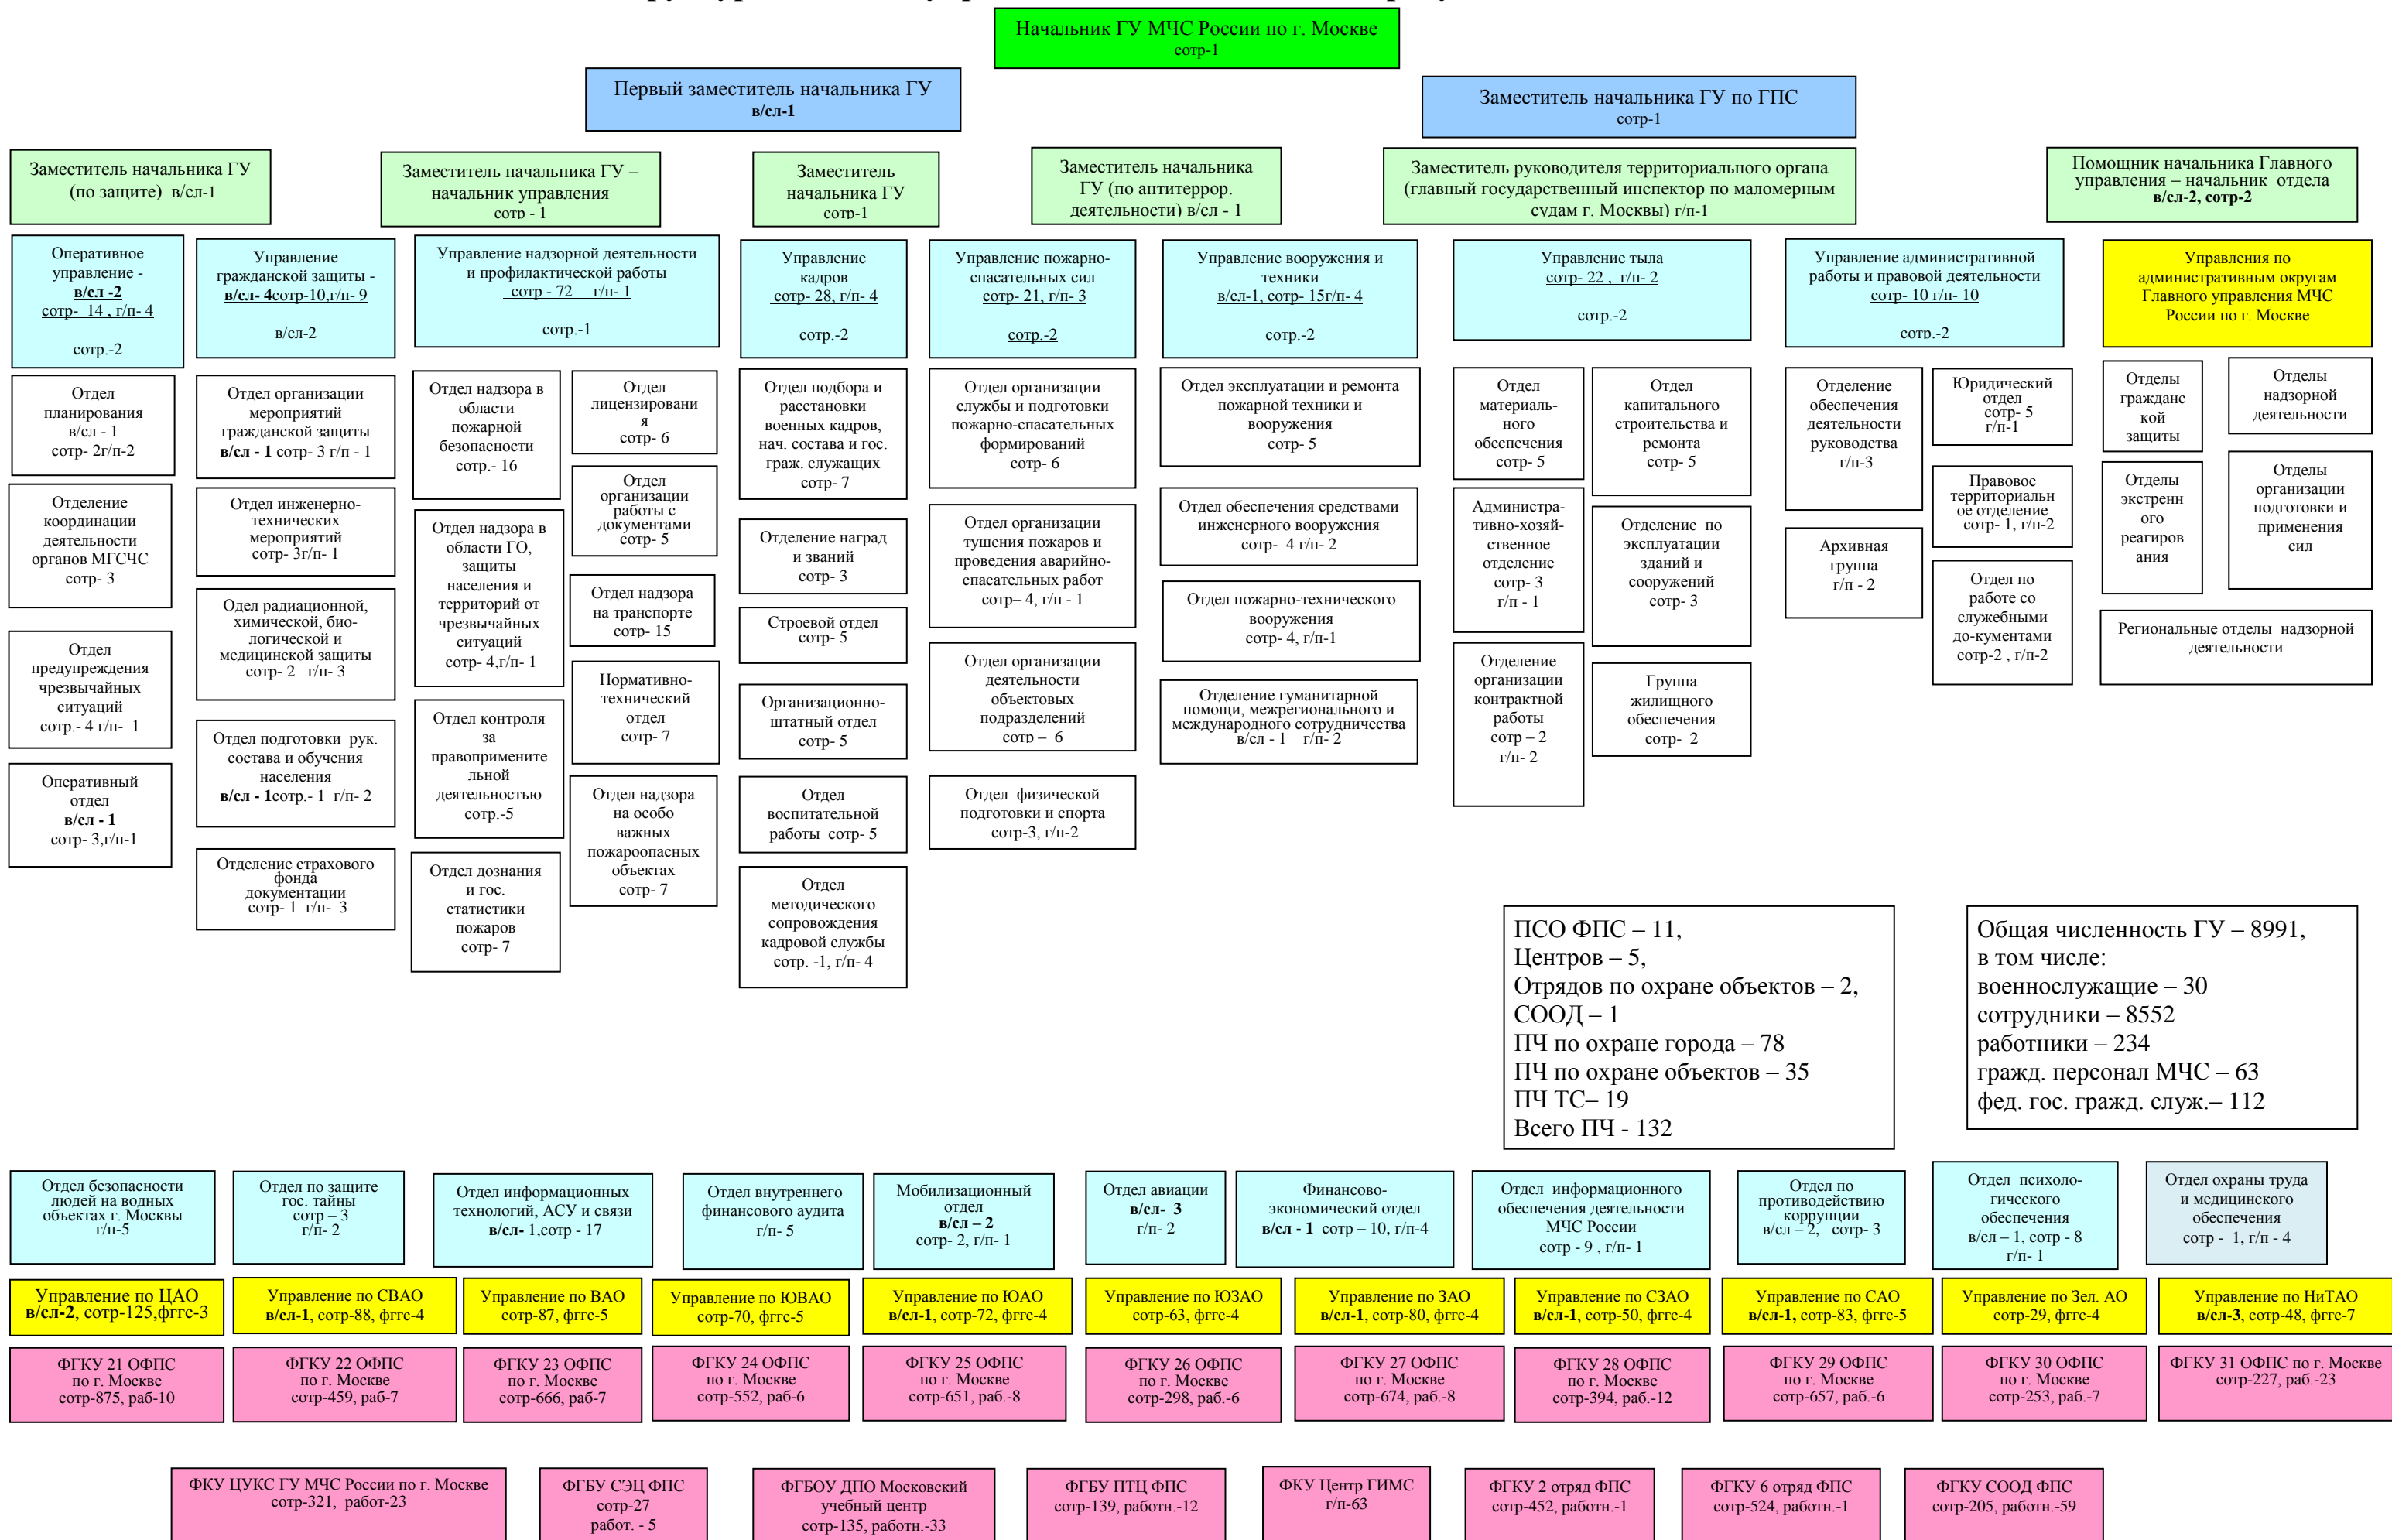 Начальник ГУ МЧС России по г. Москве
сотр-1
Первый заместитель начальника ГУ
в/сл-1
Заместитель начальника ГУ по ГПС
сотр-1
Заместитель начальника ГУ
(по защите) в/сл-1
Заместитель начальника ГУ –
начальник управления
сотр - 1
Заместитель
начальника ГУ
сотр-1
Заместитель начальника
ГУ (по антитеррор.
деятельности) в/сл - 1
Заместитель руководителя территориального органа
(главный государственный инспектор по маломерным
судам г. Москвы) г/п-1
Помощник начальника Главного
управления – начальник отдела
в/сл-2, сотр-2
Оперативное
управление -
в/сл -2
сотр- 14 , г/п- 4
сотр.-2
Управление
гражданской защиты -
в/сл- 4сотр-10,г/п- 9
в/сл-2
Управление надзорной деятельности
и профилактической работы
сотр - 72 г/п- 1
сотр.-1
Управление
кадров
сотр- 28, г/п- 4
сотр.-2
Управление пожарно-
спасательных сил
сотр- 21, г/п- 3
сотр.-2
Управление вооружения и
техники
в/сл-1, сотр- 15г/п- 4
сотр.-2
Управление тыла
сотр- 22 , г/п- 2
сотр.-2
Управление административной
работы и правовой деятельности
сотр- 10 г/п- 10
сотр.-2
Управления по
административным округам
Главного управления МЧС
России по г. Москве
Отдел
планирования
в/сл - 1
сотр- 2г/п-2
Отделение
координации
деятельности
органов МГСЧС
сотр- 3
Отдел
предупреждения
чрезвычайных
ситуаций
сотр.- 4 г/п- 1
Оперативный
отдел
в/сл - 1
сотр- 3,г/п-1
Отдел организации
мероприятий
гражданской защиты
в/сл - 1 сотр- 3 г/п - 1
Отдел инженерно-
технических
мероприятий
сотр- 3г/п- 1
Одел радиационной,
химической, био-
логической и
медицинской защиты
сотр- 2 г/п- 3
Отдел подготовки рук.
состава и обучения
населения
в/сл - 1сотр.- 1 г/п- 2
Отделение страхового
фонда
документации
сотр- 1 г/п- 3
Отдел надзора в
области
пожарной
безопасности
сотр.- 16
Отдел надзора в
области ГО,
защиты
населения и
территорий от
чрезвычайных
ситуаций
сотр- 4,г/п- 1
Отдел контроля
за
правопримените
льной
деятельностью
сотр.-5
Отдел дознания
и гос.
статистики
пожаров
сотр- 7
Отдел
лицензировани
я
сотр- 6
Отдел
организации
работы с
документами
сотр- 5
Отдел надзора
на транспорте
сотр- 15
Нормативно-
технический
отдел
сотр- 7
Отдел надзора
на особо
важных
пожароопасных
объектах
сотр- 7
Отдел подбора и
расстановки
военных кадров,
нач. состава и гос.
граж. служащих
сотр- 7
Отделение наград
и званий
сотр- 3
Строевой отдел
сотр- 5
Организационно-
штатный отдел
сотр- 5
Отдел
воспитательной
работы сотр- 5
Отдел
методического
сопровождения
кадровой службы
сотр. -1, г/п- 4
Отдел организации
службы и подготовки
пожарно-спасательных
формирований
сотр- 6
Отдел организации
тушения пожаров и
проведения аварийно-
спасательных работ
сотр– 4, г/п - 1
Отдел организации
деятельности
объектовых
подразделений
сотр – 6
Отдел физической
подготовки и спорта
сотр-3, г/п-2
Отдел эксплуатации и ремонта
пожарной техники и
вооружения
сотр- 5
Отдел обеспечения средствами
инженерного вооружения
сотр- 4 г/п- 2
Отдел пожарно-технического
вооружения
сотр- 4, г/п-1
Отделение гуманитарной
помощи, межрегионального и
международного сотрудничества
в/сл - 1 г/п- 2
Отдел
материаль-
ного
обеспечения
сотр- 5
Администра-
тивно-хозяй-
ственное
отделение
сотр- 3
г/п - 1
Отделение
организации
контрактной
работы
сотр – 2
г/п- 2
Отдел
капитального
строительства и
ремонта
сотр- 5
Отделение по
эксплуатации
зданий и
сооружений
сотр- 3
Группа
жилищного
обеспечения
сотр- 2
Отделение
обеспечения
деятельности
руководства
г/п-3
Архивная
группа
г/п - 2
Юридический
отдел
сотр- 5
г/п-1
Правовое
территориальн
ое отделение
сотр- 1, г/п-2
Отдел по
работе со
служебными
до-кументами
сотр-2 , г/п-2
Отделы
гражданс
кой
защиты
Отделы
надзорной
деятельности
Отделы
экстренн
ого
реагиров
ания
Отделы
организации
подготовки и
применения
сил
Региональные отделы надзорной
деятельности
ПСО ФПС – 11,
Центров – 5,
Отрядов по охране объектов – 2,
СООД – 1
ПЧ по охране города – 78
ПЧ по охране объектов – 35
ПЧ ТС– 19
Всего ПЧ - 132
Общая численность ГУ – 8991,
в том числе:
военнослужащие – 30
сотрудники – 8552
работники – 234
гражд. персонал МЧС – 63
фед. гос. гражд. служ.– 112
Отдел безопасности
людей на водных
объектах г. Москвы
г/п-5
Отдел по защите
гос. тайны
сотр – 3
г/п- 2
Отдел информационных
технологий, АСУ и связи
в/сл- 1,сотр - 17
Отдел внутреннего
финансового аудита
г/п- 5
Мобилизационный
отдел
в/сл – 2
сотр- 2, г/п- 1
Отдел авиации
в/сл- 3
г/п- 2
Финансово-
экономический отдел
в/сл - 1 сотр – 10, г/п-4
Отдел информационного
обеспечения деятельности
МЧС России
сотр - 9 , г/п- 1
Отдел по
противодействию
коррупции
в/сл – 2, сотр- 3
Отдел психоло-
гического
обеспечения
в/сл – 1, сотр - 8
г/п- 1
Отдел охраны труда
и медицинского
обеспечения
сотр - 1, г/п - 4
Управление по ЦАО
в/сл-2, сотр-125,фггс-3
Управление по СВАО
в/сл-1, сотр-88, фггс-4
Управление по ВАО
сотр-87, фггс-5
Управление по ЮВАО
сотр-70, фггс-5
Управление по ЮАО
в/сл-1, сотр-72, фггс-4
Управление по ЮЗАО
сотр-63, фггс-4
Управление по ЗАО
в/сл-1, сотр-80, фггс-4
Управление по СЗАО
в/сл-1, сотр-50, фггс-4
Управление по САО
в/сл-1, сотр-83, фггс-5
Управление по Зел. АО
сотр-29, фггс-4
Управление по НиТАО
в/сл-3, сотр-48, фггс-7
ФГКУ 21 ОФПС
по г. Москве
сотр-875, раб-10
ФГКУ 22 ОФПС
по г. Москве
сотр-459, раб-7
ФГКУ 23 ОФПС
по г. Москве
сотр-666, раб-7
ФГКУ 24 ОФПС
по г. Москве
сотр-552, раб-6
ФГКУ 25 ОФПС
по г. Москве
сотр-651, раб.-8
ФГКУ 26 ОФПС
по г. Москве
сотр-298, раб.-6
ФГКУ 27 ОФПС
по г. Москве
сотр-674, раб.-8
ФГКУ 28 ОФПС
по г. Москве
сотр-394, раб.-12
ФГКУ 29 ОФПС
по г. Москве
сотр-657, раб.-6
ФГКУ 30 ОФПС
по г. Москве
сотр-253, раб.-7
ФГКУ 31 ОФПС по г. Москве
сотр-227, раб.-23
ФКУ ЦУКС ГУ МЧС России по г. Москве
сотр-321, работ-23
ФГБУ СЭЦ ФПС
сотр-27
работ. - 5
ФГБОУ ДПО Московский
учебный центр
сотр-135, работн.-33
ФГБУ ПТЦ ФПС
сотр-139, работн.-12
ФКУ Центр ГИМС
г/п-63
ФГКУ 2 отряд ФПС
сотр-452, работн.-1
ФГКУ 6 отряд ФПС
сотр-524, работн.-1
ФГКУ СООД ФПС
сотр-205, работн.-59